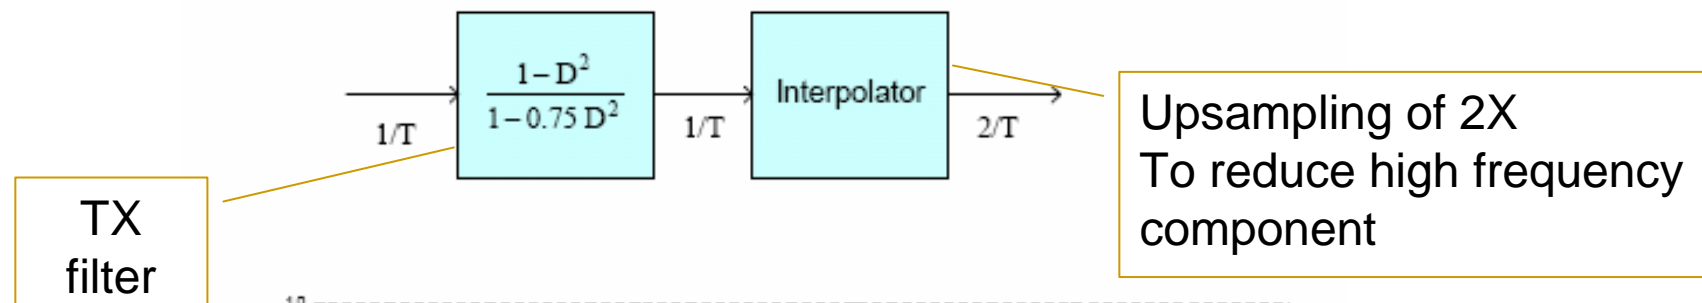 1 – D²
1 – 0.75 D²
Interpolator
1/T
1/T
2/T
Upsampling of 2X
To reduce high frequency
component
TX
filter